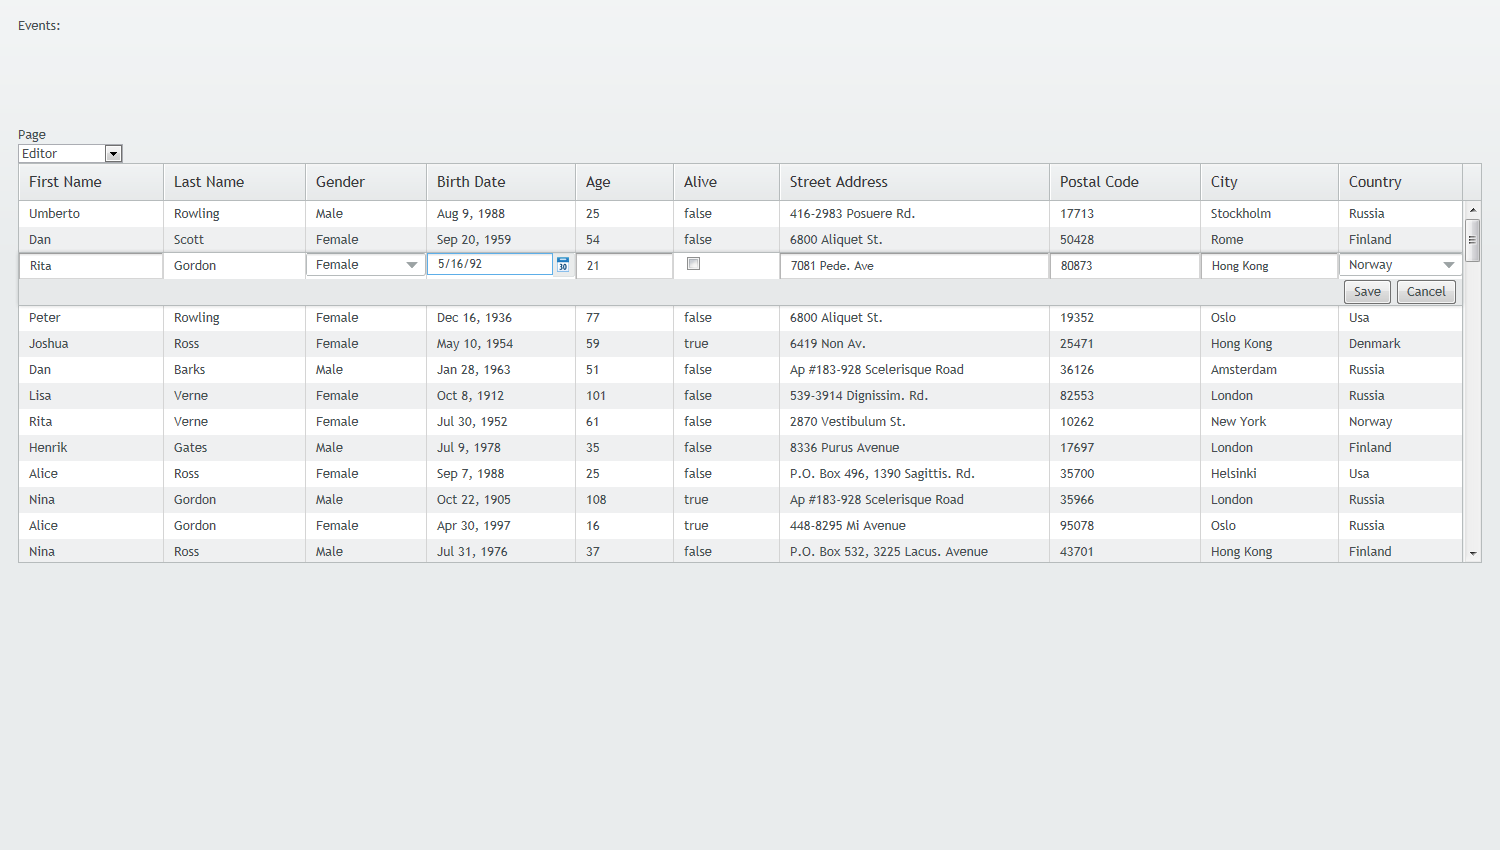 Events:
Page
Editor
First Name Last Name Gender Birth Date Age Alive Street Address Postal Code City Country
Umberto Rowling Male Aug 9, 1988 25 false 416-2983 Posuere Rd. 17713 Stockholm Russia
Dan Scott Female Sep 20, 1959 54 false 6800 Aliquet St. 50428 Rome Finland
Rita Gordon Female 5/16/92 30 21 7081 Pede. Ave 80873 Hong Kong Norway
Save Cancel
Peter Rowling Female Dec 16, 1936 77 false 6800 Aliquet St. 19352 Oslo Usa
Joshua Ross Female May 10, 1954 59 true 6419 Non Av. 25471 Hong Kong Denmark
Dan Barks Male Jan 28, 1963 51 false Ap #183-928 Scelerisque Road 36126 Amsterdam Russia
Lisa Verne Female Oct 8, 1912 101 false 539-3914 Dignissim. Rd. 82553 London Russia
Rita Verne Female Jul 30, 1952 61 false 2870 Vestibulum St. 10262 New York Norway
Henrik Gates Male Jul 9, 1978 35 false 8336 Purus Avenue 17697 London Finland
Alice Ross Female Sep 7, 1988 25 false P.O. Box 496, 1390 Sagittis. Rd. 35700 Helsinki Usa
Nina Gordon Male Oct 22, 1905 108 true Ap #183-928 Scelerisque Road 35966 London Russia
Alice Gordon Female Apr 30, 1997 16 true 448-8295 Mi Avenue 95078 Oslo Russia
Nina Ross Male Jul 31, 1976 37 false P.O. Box 532, 3225 Lacus. Avenue 43701 Hong Kong Finland